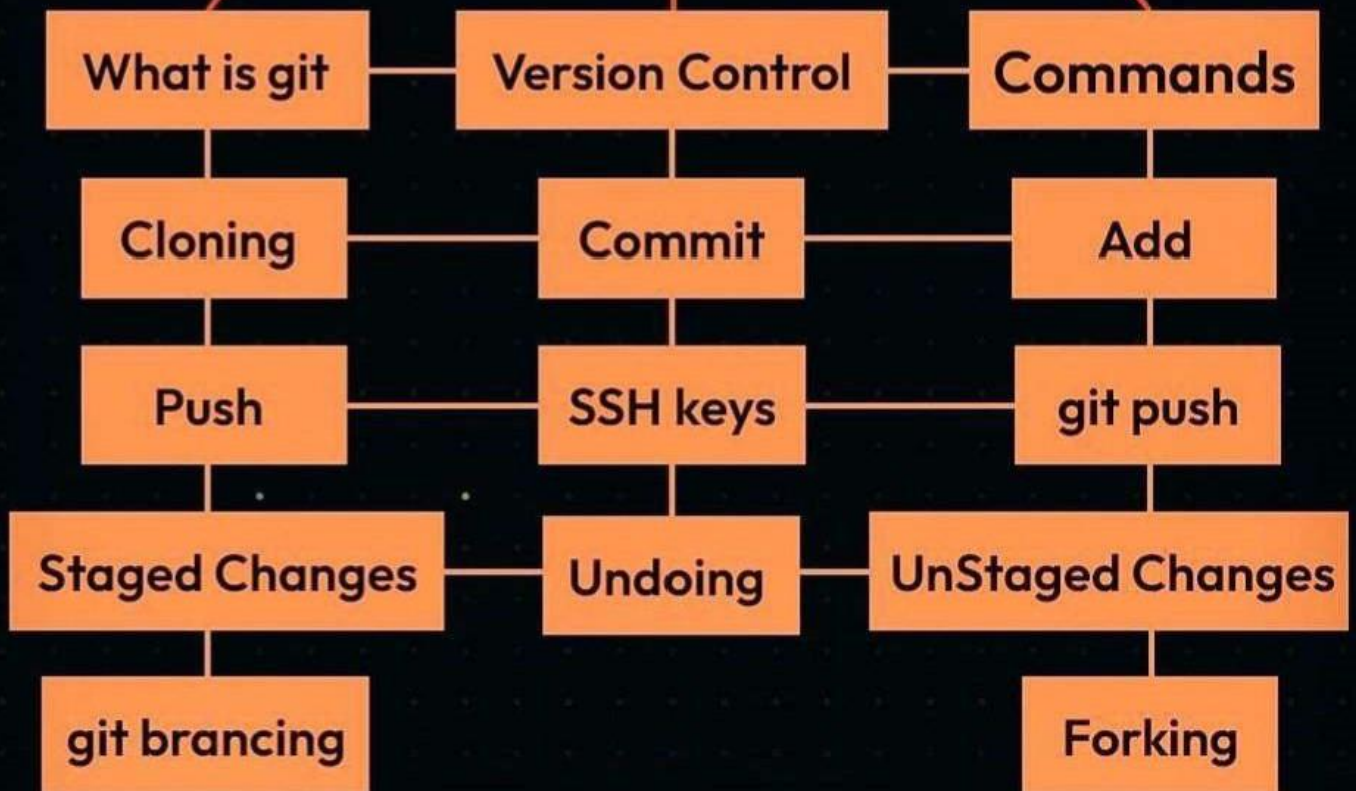 What is git
Version Control
Commands
Cloning
Commit
Add
Push
SSH keys
git push
Staged Changes
Undoing
UnStaged Changes
git brancing
Forking